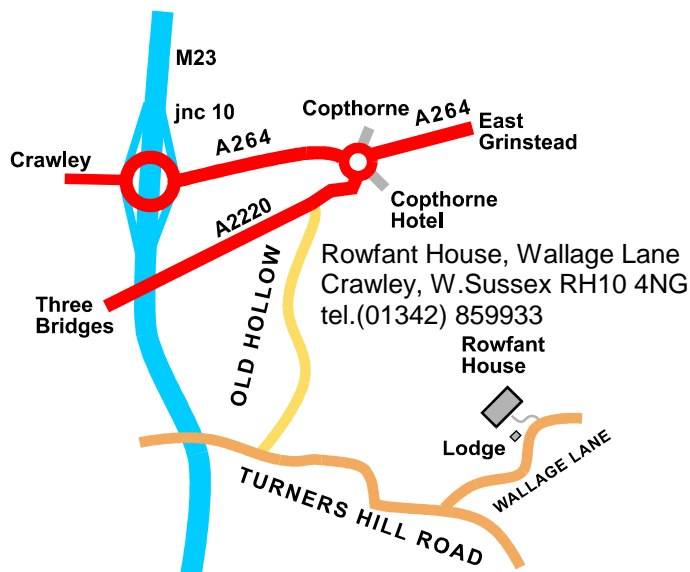 M23
jnc 10
Copthorne
A264
East
Grinstead
A264
Crawley
Copthorne
Hotel
A2220
Rowfant House, Wallage Lane
Crawley, W.Sussex RH10 4NG
tel.(01342) 859933
Three
Bridges
OLD HOLLOW
Rowfant
House
Lodge
WALLAGE LANE
TURNERS HILL ROAD